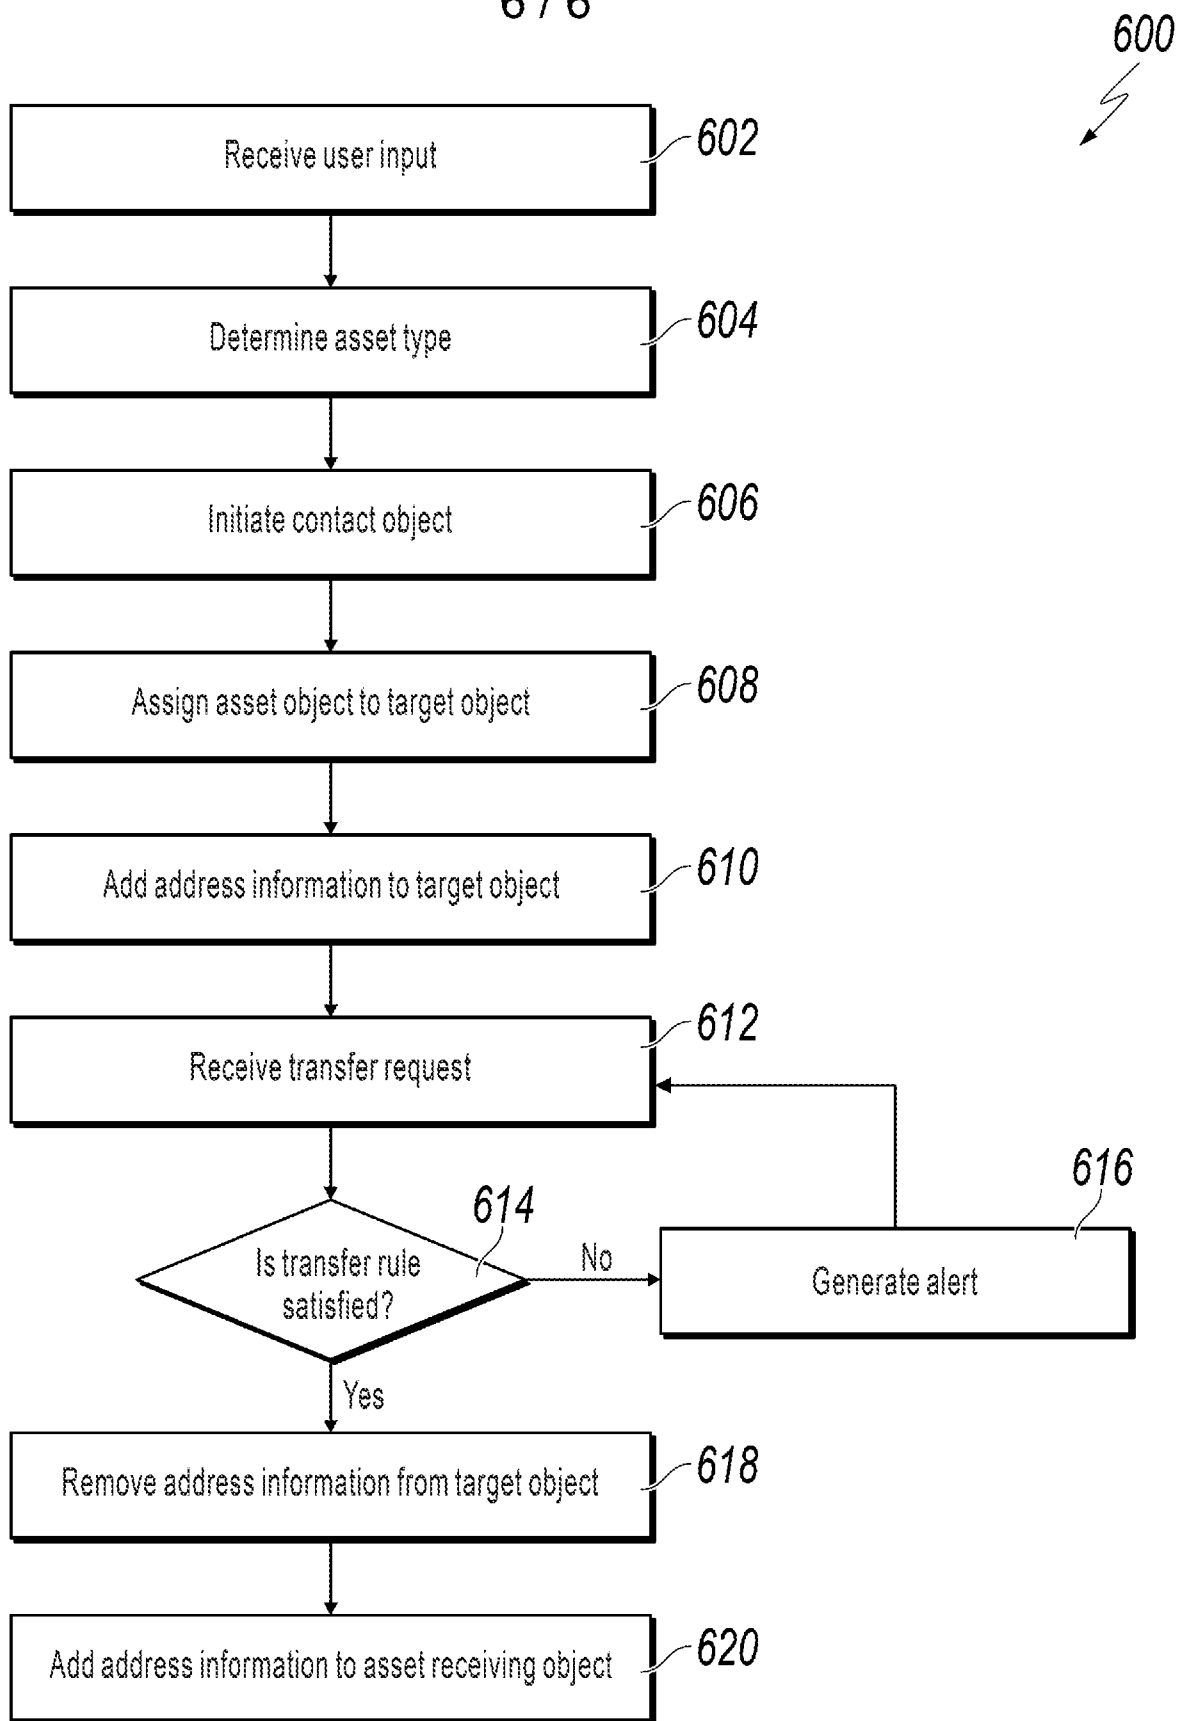 6/6
600
Receive user input
602
Determine asset type
604
Initiate contact object
606
Assign asset object to target object
608
Add address information to target object
610
Receive transfer request
612
Is transfer rule
satisfied?
614
No
Generate alert
616
Yes
Remove address information from target object
618
Add address information to asset receiving object
620